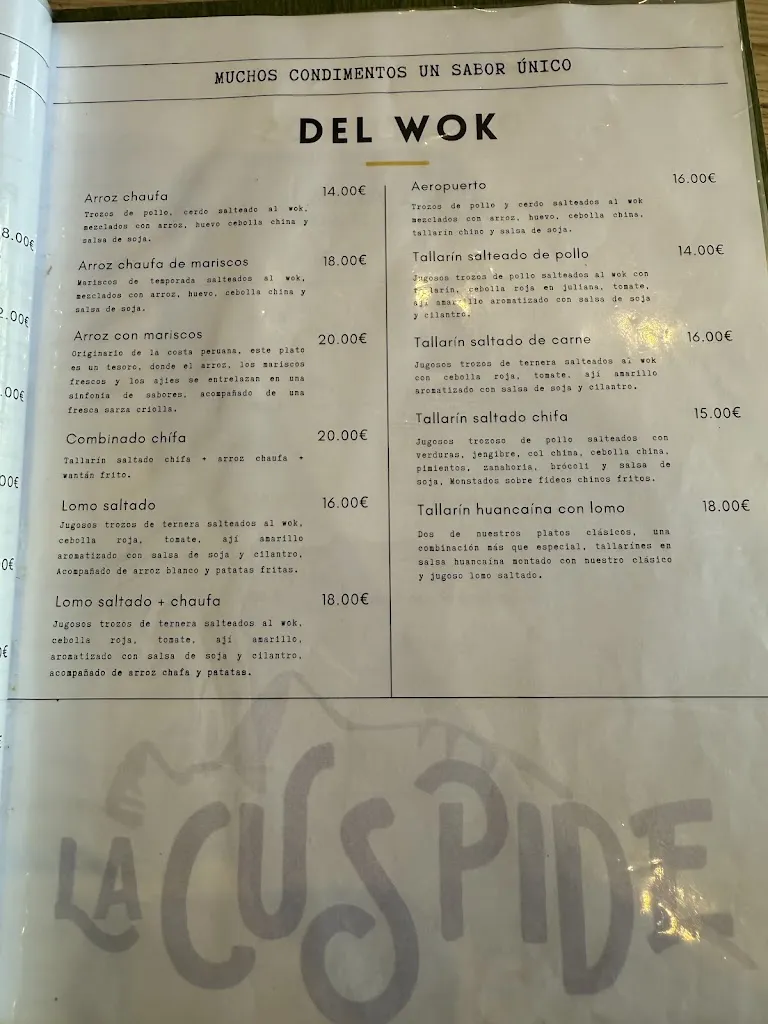 MUCHOS CONDIMENTOS UN SABOR ÚNICO
DEL WOK
Arroz chaufa 14.00€
Trozos de pollo, cerdo salteado al wok,
mezclados con arroz, huevo cebolla china y
salsa de soja.
Arroz chaufa de mariscos 18.00€
Mariscos de temporada salteados al wok,
mezclados con arroz, huevo, cebolla china y
salsa de soja.
Arroz con mariscos 20.00€
Originario de la costa peruana, este plato
es un tesoro, donde el arroz, los mariscos
frescos y los ajíes se entrelazan en una
sinfonía de sabores, acompañado de una
fresca sarza criolla.
Combinado chífa 20.00€
Tallarín saltado chifa + arroz chaufa +
wantán frito.
Lomo saltado 16.00€
Jugosos trozos de ternera salteados al wok,
cebolla roja, tomate, ají amarillo
aromatizado con salsa de soja y cilantro,
Acompañado de arroz blanco y patatas fritas.
Lomo saltado + chaufa 18.00€
Jugosos trozos de ternera salteados al wok,
cebolla roja, tomate, ají amarillo,
aromatizado con salsa de soja y cilantro,
acompañado de arroz chafa y patatas.
Aeropuerto 16.00€
Trozos de pollo y cerdo salteados al wok
mezclados con arroz, huevo, cebolla china,
tallarín chino y salsa de soja.
Tallarín salteado de pollo 14.00€
Jugosos trozos de pollo salteados al wok con
tallarín, cebolla roja en juliana, tomate,
ají amarillo aromatizado con salsa de soja
y cilantro.
Tallarín saltado de carne 16.00€
Jugosos trozos de ternera salteados al wok
con cebolla roja, tomate, ají amarillo
aromatizado con salsa de soja y cilantro.
Tallarín saltado chifa 15.00€
Jugosos trozoso de pollo salteados con
verduras, jengibre, col china, cebolla china,
pimientos, zanahoria, brócoli y salsa de
soja, Monstados sobre fideos chinos fritos.
Tallarín huancaína con lomo 18.00€
Dos de nuestros platos clásicos, una
combinación más que especial, tallarines en
salsa huancaína montado con nuestro clásico
y jugoso lomo saltado.
LA CUSPIDE